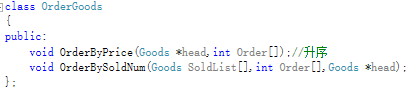 class OrderGoods
{
public:
void OrderByPrice(Goods *head,int Order[]);//升序
void OrderBySoldNum(Goods SoldList[],int Order[],Goods *head);
};